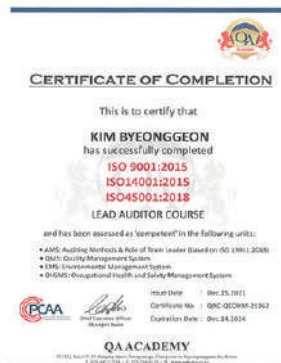 AQA
CERTIFICATE OF COMPLETION
This is to certify that
KIM BYEONGGEON
has successfully completed
ISO 9001:2015
ISO14001:2015
ISO45001:2018
LEAD AUDITOR COURSE
and has been assessed as 'competent' in the following units:
• AMS: Auditing Methods & Role of Team Leader (Based on ISO 19011:2018)
• QMS: Quality Management System
• EMS: Environmental Management System
• OHSMS: Occupational Health and Safety Management System
Issue Date : Dec.25.2021
PCAA
Chief Executive Officer
Certificate No. :
Expiration Date : Dec.24.2024
QA ACADEMY